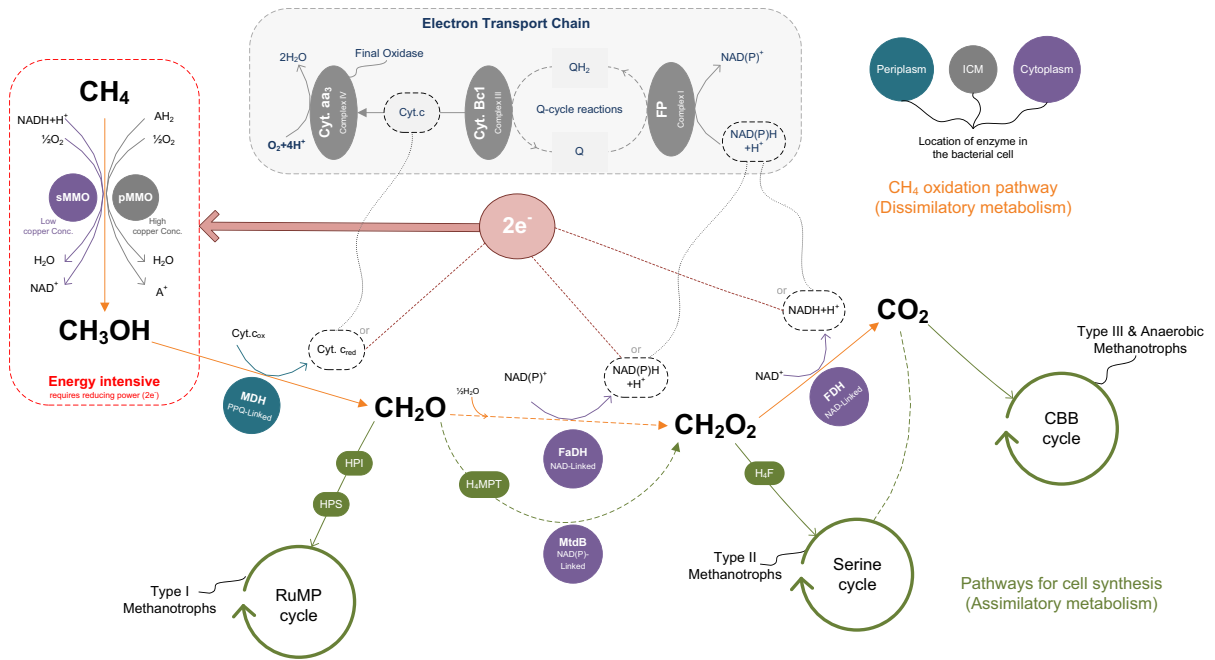 Electron Transport Chain
2H₂O
Final Oxidase
Cyt. aa₃
Complex IV
O₂+4H⁺
Cyt.c
Cyt. Bc1
Complex III
QH₂
Q-cycle reactions
Q
FP
Complex I
NAD(P)⁺
NAD(P)H
+H⁺
Periplasm
ICM
Cytoplasm
Location of enzyme in
the bacterial cell
CH₄ oxidation pathway
(Dissimilatory metabolism)
CH₄
NADH+H⁺
½O₂
AH₂
½O₂
sMMO
pMMO
Low
copper Conc.
High
copper Conc.
H₂O
NAD⁺
H₂O
A⁺
CH₃OH
Energy intensive
requires reducing power (2e⁻)
2e⁻
Cyt.cₒₓ
or
Cyt. c_red
MDH
PPQ-Linked
CH₂O
½H₂O
NAD(P)⁺
or
NAD(P)H
+H⁺
FaDH
NAD-Linked
CH₂O₂
or
NADH+H⁺
NAD⁺
FDH
NAD-Linked
CO₂
Type III & Anaerobic
Methanotrophs
CBB
cycle
HPI
HPS
H₄MPT
MtdB
NAD(P)-
Linked
H₄F
Type I
Methanotrophs
RuMP
cycle
Type II
Methanotrophs
Serine
cycle
Pathways for cell synthesis
(Assimilatory metabolism)